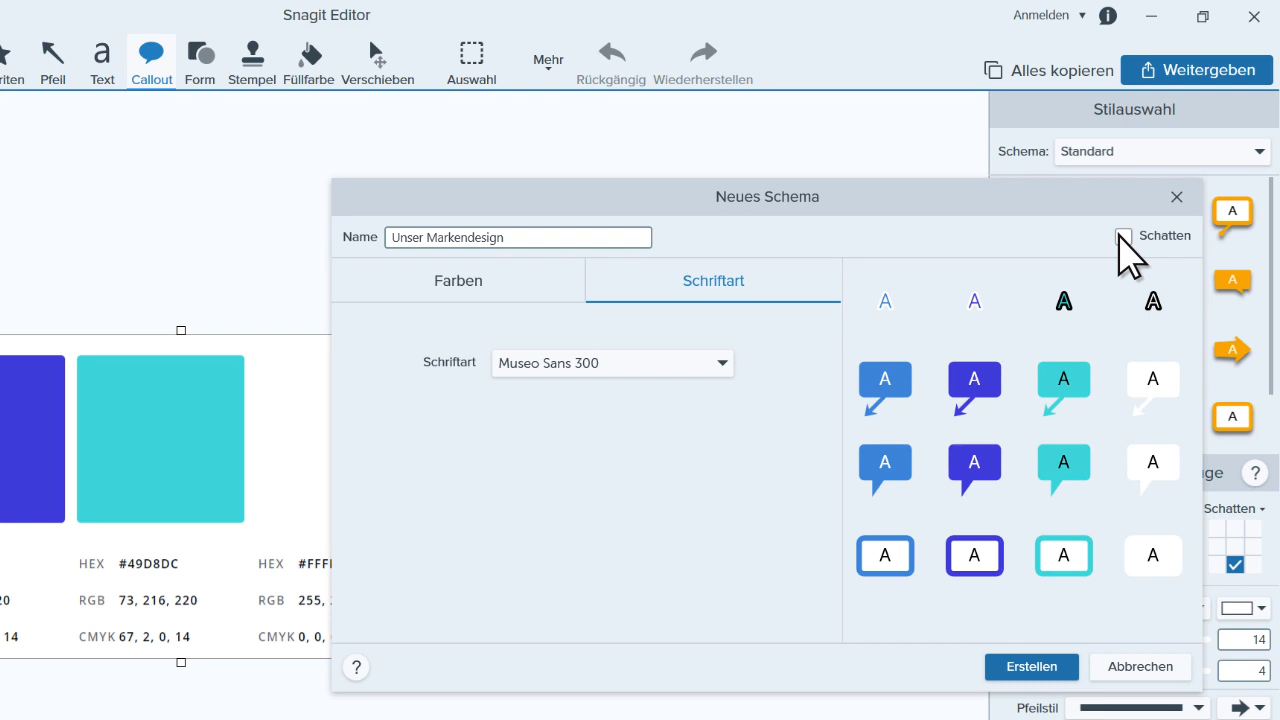 Snagit Editor
Anmelden
riten
Pfeil
a
Text
Callout
Form
Stempel
Füllfarbe
Verschieben
Auswahl
Mehr
Rückgängig
Wiederherstellen
Alles kopieren
Weitergeben
Stilauswahl
Schema: Standard
Neues Schema
Name Unser Markendesign
Schatten
Farben
Schriftart
Schriftart Museo Sans 300
A A A A
A A A A
A A A A
A A A A
A
A
A
A
ge ?
Schatten
14
4
Pfeilstil
HEX #49D8DC
HEX #FFF
20
RGB 73, 216, 220
RGB 255,
14
CMYK 67, 2, 0, 14
CMYK 0, 0,
?
Erstellen
Abbrechen